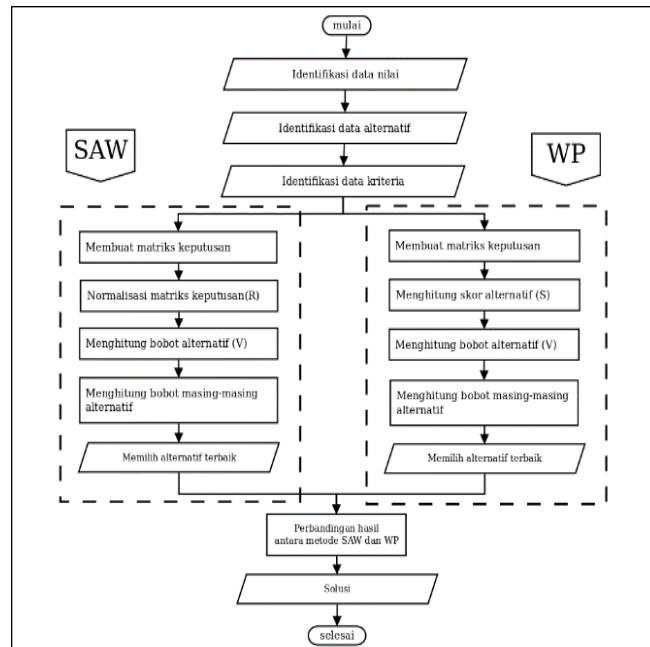 mulai
Identifikasi data nilai
Identifikasi data alternatif
Identifikasi data kriteria
SAW
Membuat matriks keputusan
Normalisasi matriks keputusan(R)
Menghitung bobot alternatif (V)
Menghitung bobot masing-masing
alternatif
Memilih alternatif terbaik
WP
Membuat matriks keputusan
Menghitung skor alternatif (S)
Menghitung bobot alternatif (V)
Menghitung bobot masing-masing
alternatif
Memilih alternatif terbaik
Perbandingan hasil
antara metode SAW dan WP
Solusi
selesai